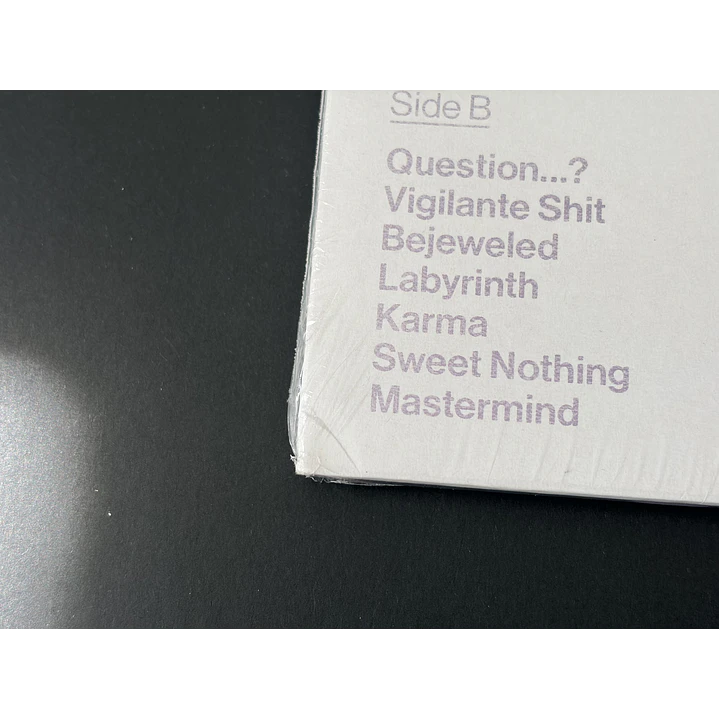 Side B
Question...?
Vigilante Shit
Bejeweled
Labyrinth
Karma
Sweet Nothing
Mastermind